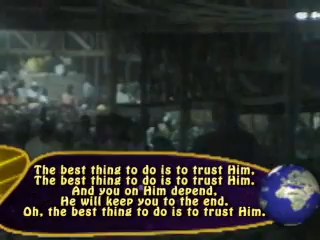 The best thing to do is to trust Him,
The best thing to do is to trust Him.
And you on Him depend,
He will keep you to the end.
Oh, the best thing to do is to trust Him.